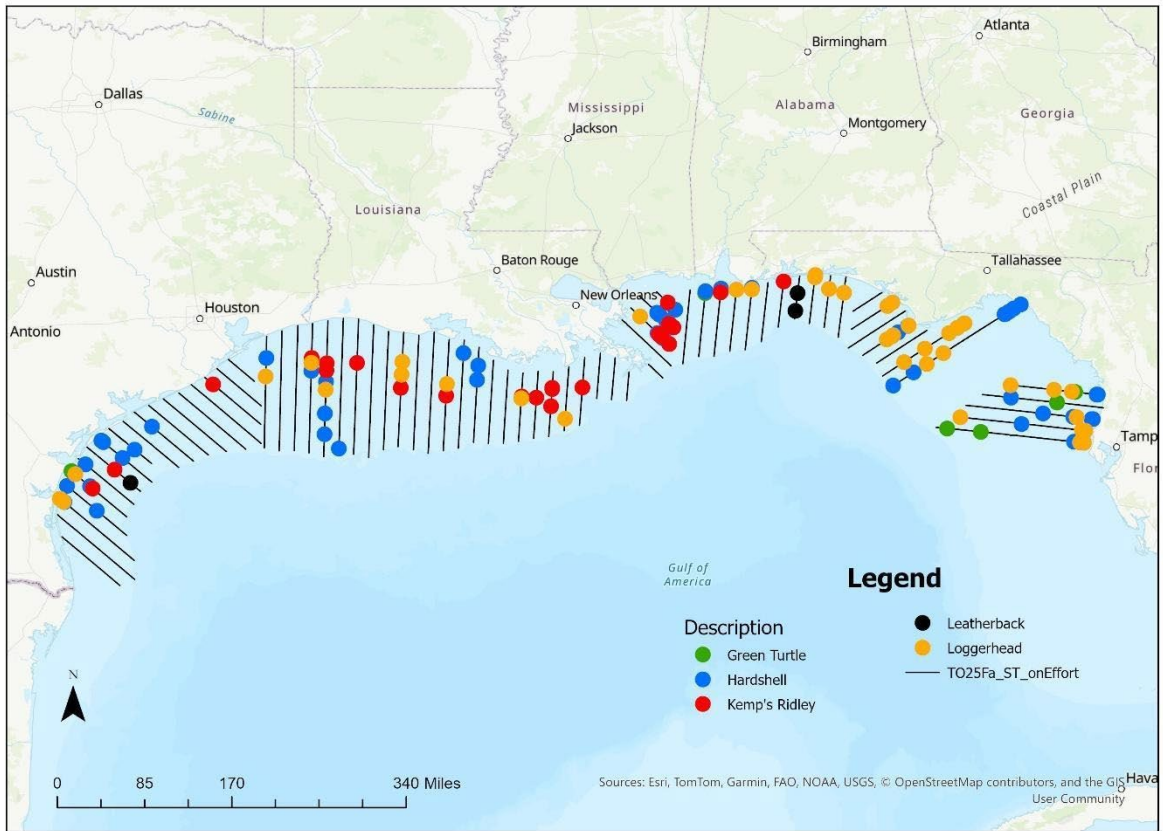 Atlanta
Birmingham
Dallas
Mississippi
Alabama
Georgia
Sabine
Montgomery
Jackson
Coastal Plain
Louisiana
Tallahassee
Baton Rouge
Austin
New Orleans
Houston
Antonio
Tamp
Flor
Gulf of
America
Legend
Description
Leatherback
Green Turtle
Loggerhead
Hardshell
TO25Fa_ST_onEffort
Kemp's Ridley
N
0 85 170 340 Miles
Sources: Esri, TomTom, Garmin, FAO, NOAA, USGS, © OpenStreetMap contributors, and the GIS
User Community
Hava